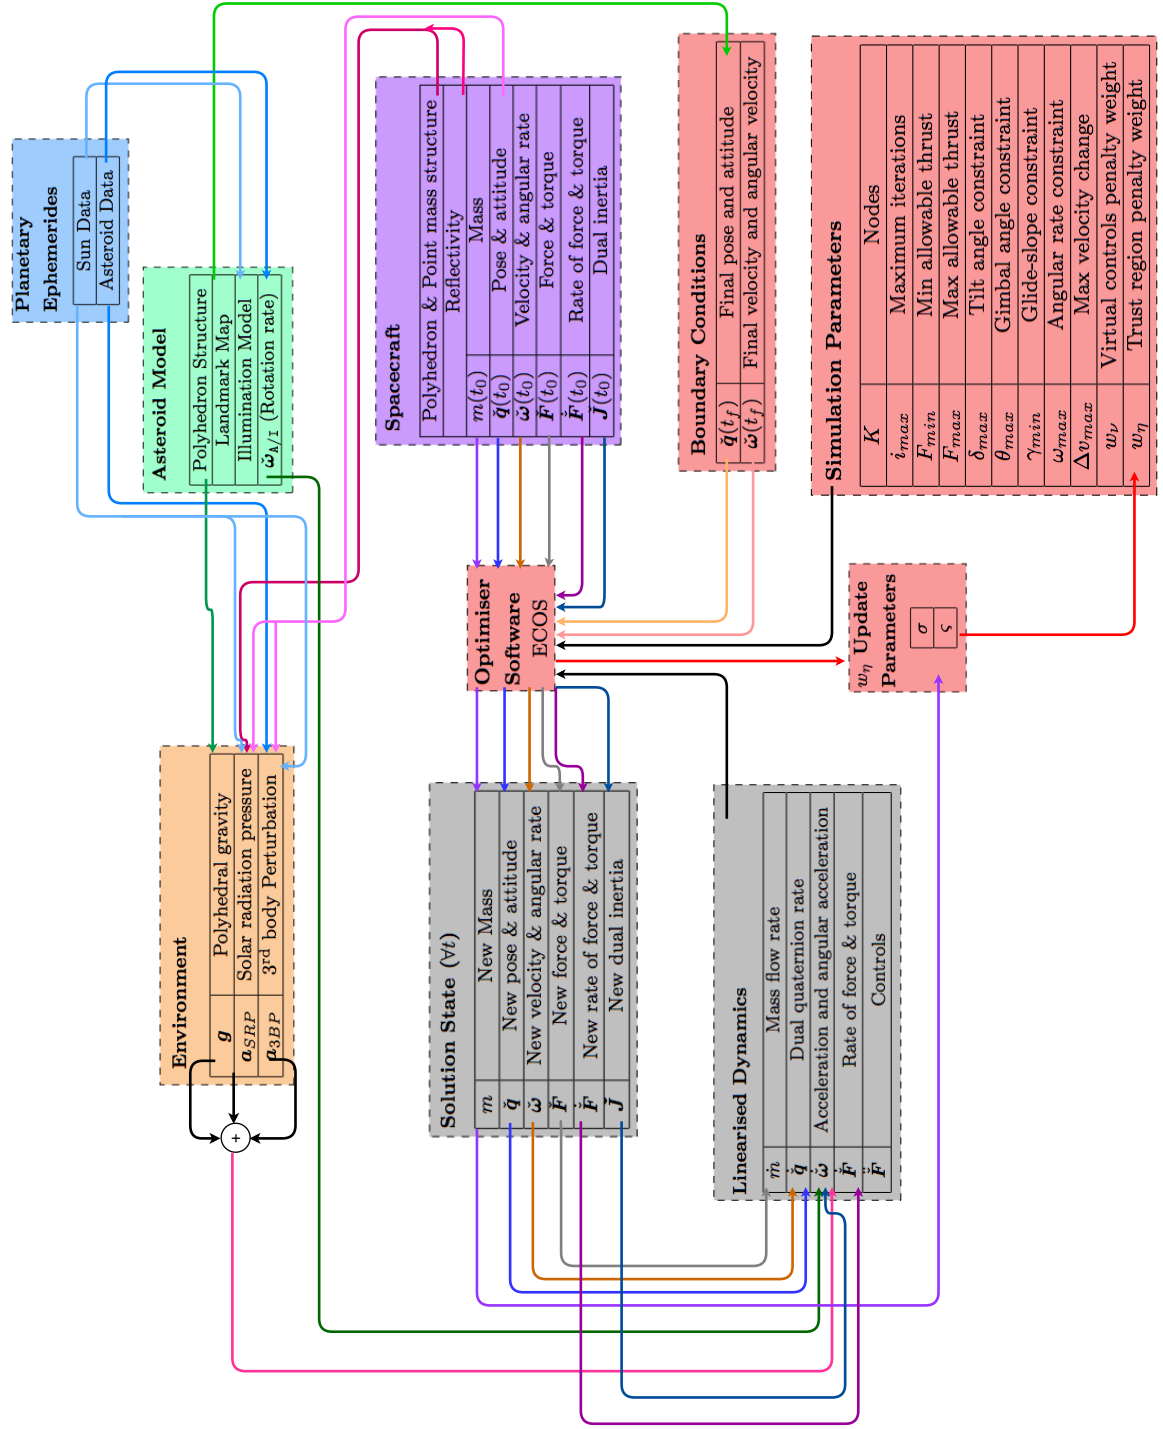 Planetary
Ephemerides
Sun Data
Asteroid Data
Asteroid Model
Polyhedron Structure
Landmark Map
Illumination Model
ω̆_A/I (Rotation rate)
Environment
g Polyhedral gravity
a_SRP Solar radiation pressure
a_3BP 3rd body Perturbation
+
Spacecraft
Polyhedron & Point mass structure
Reflectivity
m(t₀) Mass
q̆(t₀) Pose & attitude
ω̆(t₀) Velocity & angular rate
F̆(t₀) Force & torque
F̆̇(t₀) Rate of force & torque
J̆(t₀) Dual inertia
Optimiser
Software
ECOS
Solution State (∀t)
m New Mass
q̆ New pose & attitude
ω̆ New velocity & angular rate
F̆ New force & torque
F̆̇ New rate of force & torque
J̆ New dual inertia
Boundary Conditions
q̆(t_f) Final pose and attitude
ω̆(t_f) Final velocity and angular velocity
Linearised Dynamics
ṁ Mass flow rate
q̆̇ Dual quaternion rate
ω̆̇ Acceleration and angular acceleration
F̆̇ Rate of force & torque
F̆̈ Controls
Simulation Parameters
K Nodes
i_max Maximum iterations
F_min Min allowable thrust
F_max Max allowable thrust
δ_max Tilt angle constraint
θ_max Gimbal angle constraint
γ_min Glide-slope constraint
ω_max Angular rate constraint
Δv_max Max velocity change
w_ν Virtual controls penalty weight
w_η Trust region penalty weight
w_η Update
Parameters
σ
ς